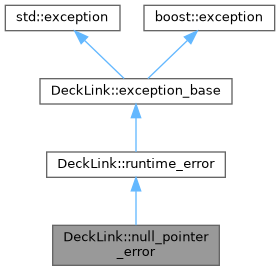 std::exception
boost::exception
DeckLink::exception_base
DeckLink::runtime_error
DeckLink::null_pointer
_error